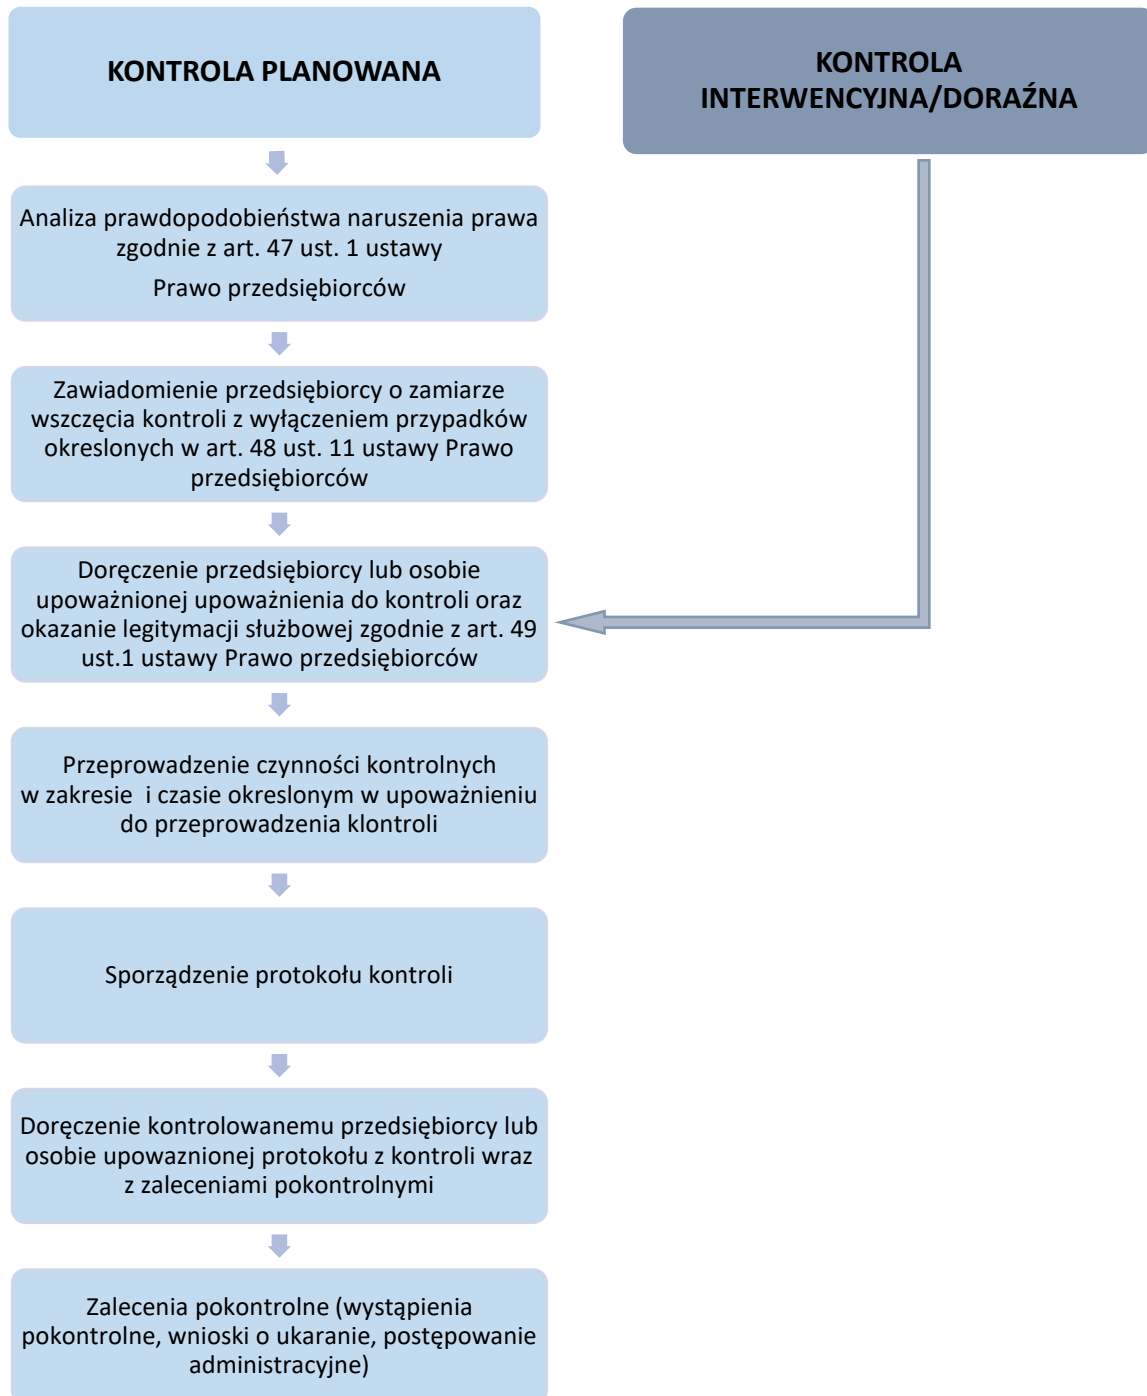 KONTROLA PLANOWANA
KONTROLA
INTERWENCYJNA/DORAŹNA
Analiza prawdopodobieństwa naruszenia prawa
zgodnie z art. 47 ust. 1 ustawy
Prawo przedsiębiorców
Zawiadomienie przedsiębiorcy o zamiarze
wszczęcia kontroli z wyłączeniem przypadków
okreslonych w art. 48 ust. 11 ustawy Prawo
przedsiębiorców
Doręczenie przedsiębiorcy lub osobie
upoważnionej upoważnienia do kontroli oraz
okazanie legitymacji służbowej zgodnie z art. 49
ust.1 ustawy Prawo przedsiębiorców
Przeprowadzenie czynności kontrolnych
w zakresie i czasie okreslonym w upoważnieniu
do przeprowadzenia klontroli
Sporządzenie protokołu kontroli
Doręczenie kontrolowanemu przedsiębiorcy lub
osobie upowaznionej protokołu z kontroli wraz
z zaleceniami pokontrolnymi
Zalecenia pokontrolne (wystąpienia
pokontrolne, wnioski o ukaranie, postępowanie
administracyjne)